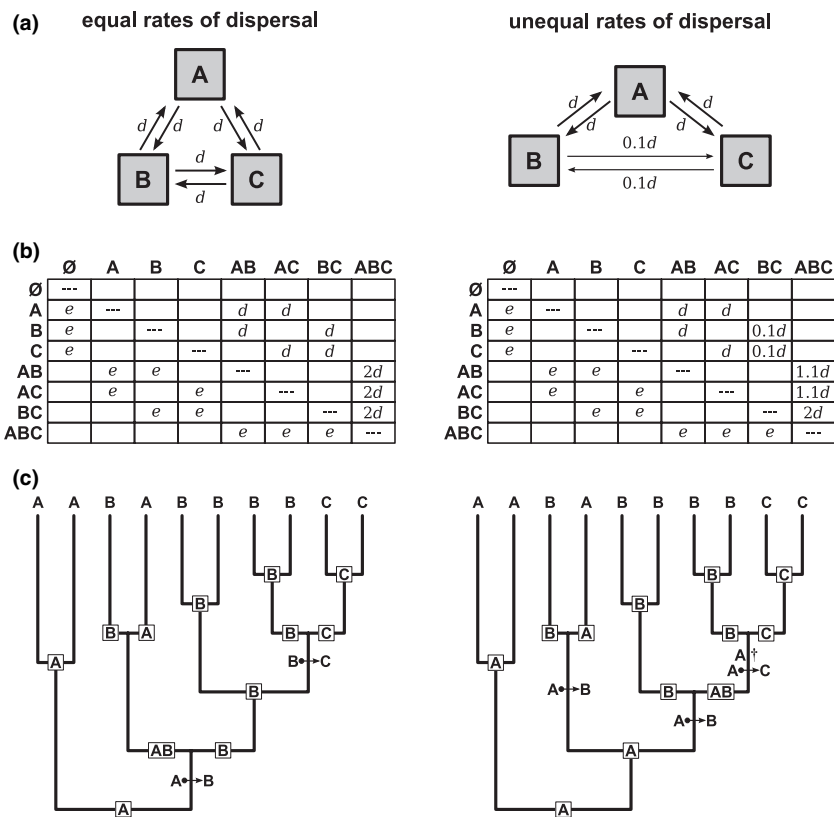 (a) equal rates of dispersal unequal rates of dispersal
A A
d d d d d d d d
d 0.1d
B C B C
d 0.1d
(b)
Ø A B C AB AC BC ABC Ø A B C AB AC BC ABC
Ø --- Ø ---
A e --- d d A e --- d d
B e --- d d B e --- d 0.1d
C e --- d d C e --- d 0.1d
AB e e --- 2d AB e e --- 1.1d
AC e e --- 2d AC e e --- 1.1d
BC e e --- 2d BC e e --- 2d
ABC e e e --- ABC e e e ---
(c)
A A B A B B B B C C A A B A B B B B C C
B C B C
B B
B A B C B A B C
A B C A A † A C
A B B B AB
A B
AB B A
A B
A A